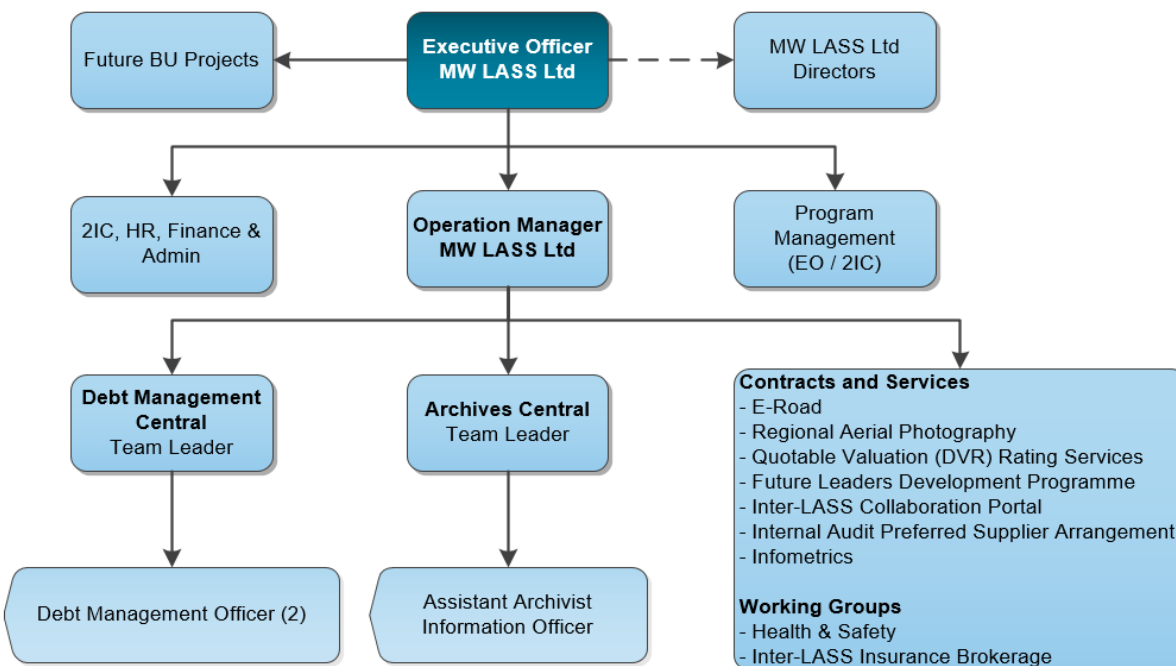 Future BU Projects
Executive Officer
MW LASS Ltd
MW LASS Ltd
Directors
2IC, HR, Finance &
Admin
Operation Manager
MW LASS Ltd
Program
Management
(EO / 2IC)
Debt Management
Central
Team Leader
Archives Central
Team Leader
Contracts and Services
- E-Road
- Regional Aerial Photography
- Quotable Valuation (DVR) Rating Services
- Future Leaders Development Programme
- Inter-LASS Collaboration Portal
- Internal Audit Preferred Supplier Arrangement
- Infometrics
Working Groups
- Health & Safety
- Inter-LASS Insurance Brokerage
Debt Management Officer (2)
Assistant Archivist
Information Officer